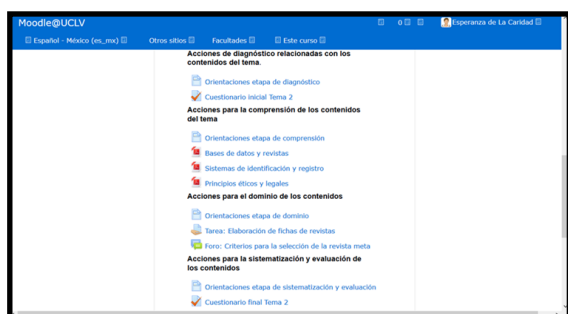 Moodle@UCLV
0
Esperanza de La Caridad
Español - México (es_mx)
Otros sitios
Facultades
Este curso
Acciones de diagnóstico relacionadas con los
contenidos del tema.
Orientaciones etapa de diagnóstico
Cuestionario inicial Tema 2
Acciones para la comprensión de los contenidos
del tema
Orientaciones etapa de comprensión
Bases de datos y revistas
Sistemas de identificación y registro
Principios éticos y legales
Acciones para el dominio de los contenidos
Orientaciones etapa de dominio
Tarea: Elaboración de fichas de revistas
Foro: Criterios para la selección de la revista meta
Acciones para la sistematización y evaluación de
los contenidos
Orientaciones etapa de sistematización y evaluación
Cuestionario final Tema 2